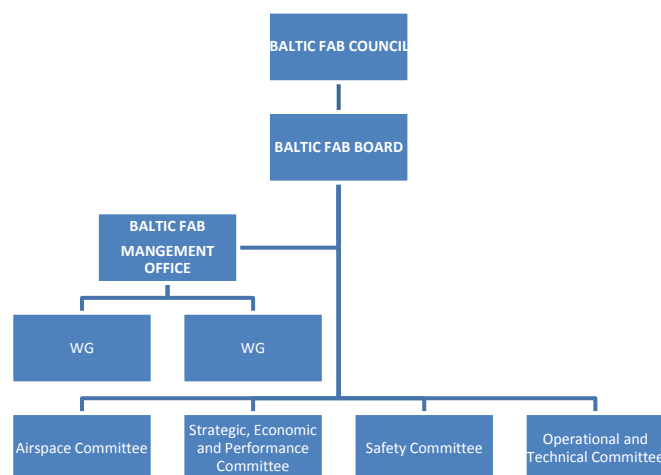 BALTIC FAB COUNCIL
BALTIC FAB BOARD
BALTIC FAB
MANGEMENT
OFFICE
WG
WG
Airspace Committee
Strategic, Economic
and Performance
Committee
Safety Committee
Operational and
Technical Committee